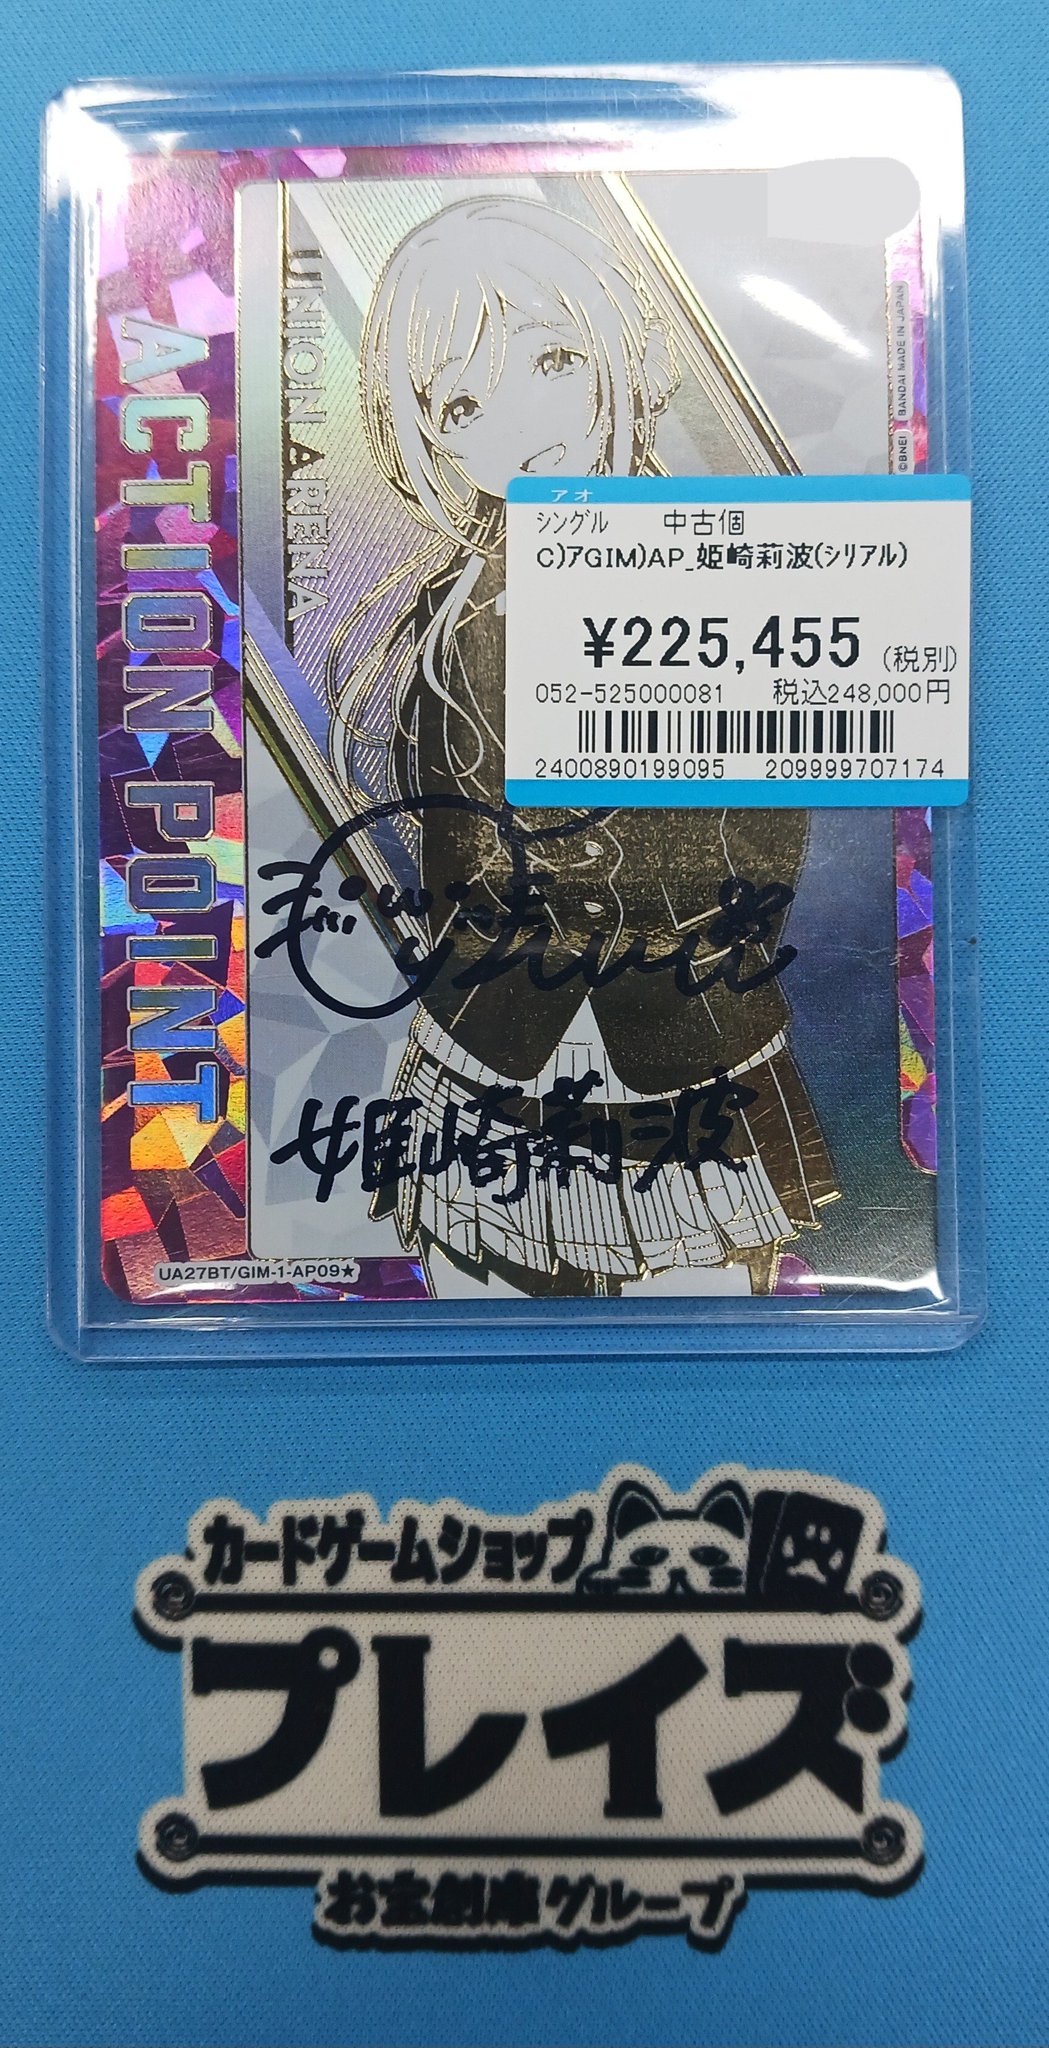 ACTION POINT
UNION ARENA
©BNEI
BANDAI MADE IN JAPAN
アオ
シングル 中古個
C)アGIM)AP_姫崎莉波(シリアル)
¥225,455 (税別)
052-525000081 税込248,000円
2400890199095 209999707174
姫崎莉波
UA27BT/GIM-1-AP09★
カードゲームショップ
プレイズ
お宝創庫グループ